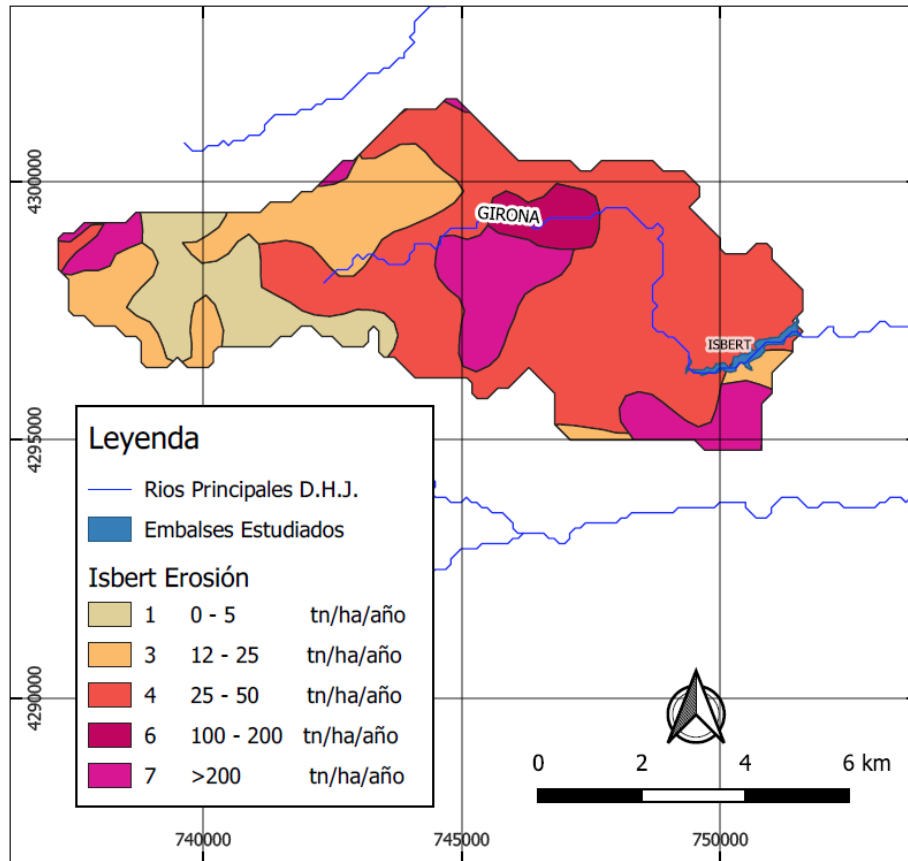 4300000
4295000
4290000
GIRONA
ISBERT
Leyenda
Rios Principales D.H.J.
Embalses Estudiados
Isbert Erosión
1 0 - 5 tn/ha/año
3 12 - 25 tn/ha/año
4 25 - 50 tn/ha/año
6 100 - 200 tn/ha/año
7 >200 tn/ha/año
0 2 4 6 km
740000 745000 750000